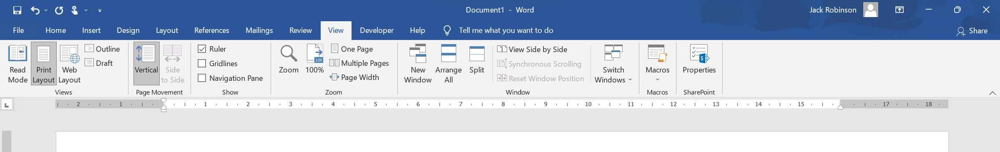 Document1 - Word
Jack Robinson
File Home Insert Design Layout References Mailings Review View Developer Help Tell me what you want to do Share
Read Mode
Print Layout
Web Layout
Outline
Draft
Views
Vertical
Side to Side
Page Movement
Ruler
Gridlines
Navigation Pane
Show
Zoom
100
100%
One Page
Multiple Pages
Page Width
Zoom
New Window
Arrange All
Split
View Side by Side
Synchronous Scrolling
Reset Window Position
Switch Windows
Window
Macros
Macros
S
Properties
SharePoint
L
2 1 1 2 3 4 5 6 7 8 9 10 11 12 13 14 15 17 18